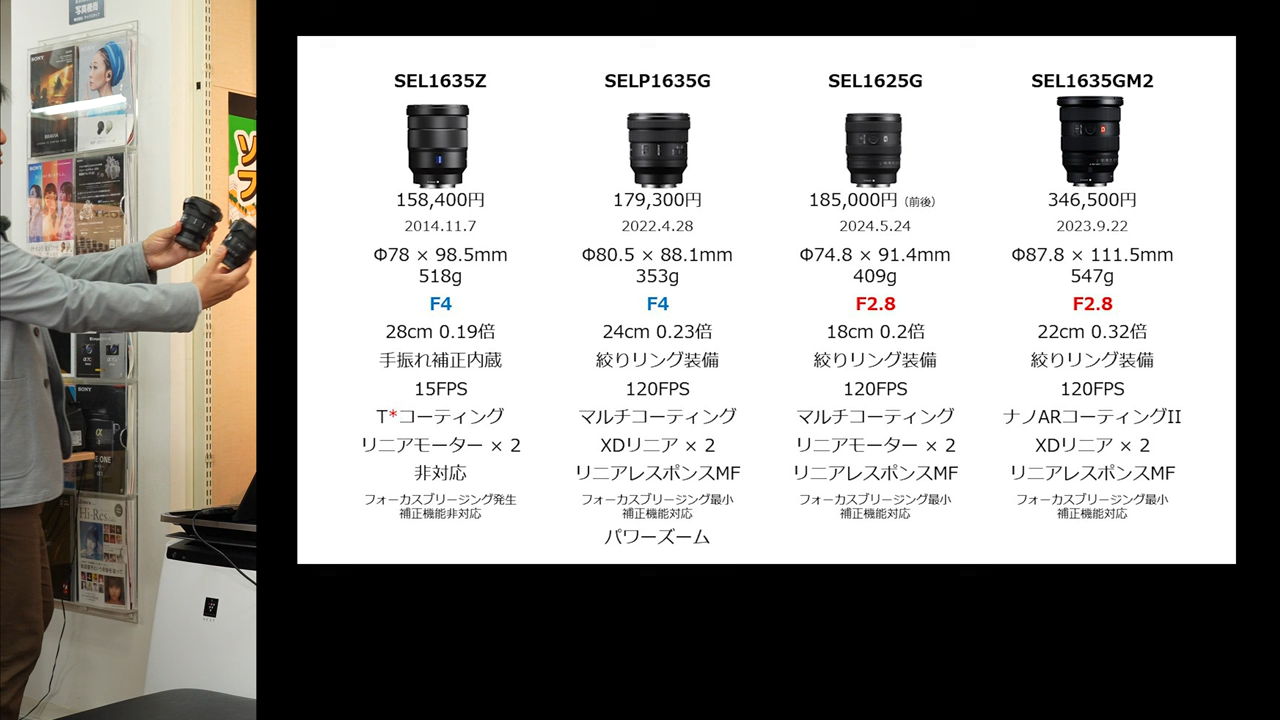 写真機商
SONY
BRAVIA
SONY
SONY
α
Hi-Res
ソ
フ
NEXT
SEL1635Z
158,400円
2014.11.7
Φ78 × 98.5mm
518g
F4
28cm 0.19倍
手振れ補正内蔵
15FPS
T*コーティング
リニアモーター × 2
非対応
フォーカスブリージング発生
補正機能非対応
SELP1635G
179,300円
2022.4.28
Φ80.5 × 88.1mm
353g
F4
24cm 0.23倍
絞りリング装備
120FPS
マルチコーティング
XDリニア × 2
リニアレスポンスMF
フォーカスブリージング最小
補正機能対応
パワーズーム
SEL1625G
185,000円（前後）
2024.5.24
Φ74.8 × 91.4mm
409g
F2.8
18cm 0.2倍
絞りリング装備
120FPS
マルチコーティング
リニアモーター × 2
リニアレスポンスMF
フォーカスブリージング最小
補正機能対応
SEL1635GM2
346,500円
2023.9.22
Φ87.8 × 111.5mm
547g
F2.8
22cm 0.32倍
絞りリング装備
120FPS
ナノARコーティングII
XDリニア × 2
リニアレスポンスMF
フォーカスブリージング最小
補正機能対応